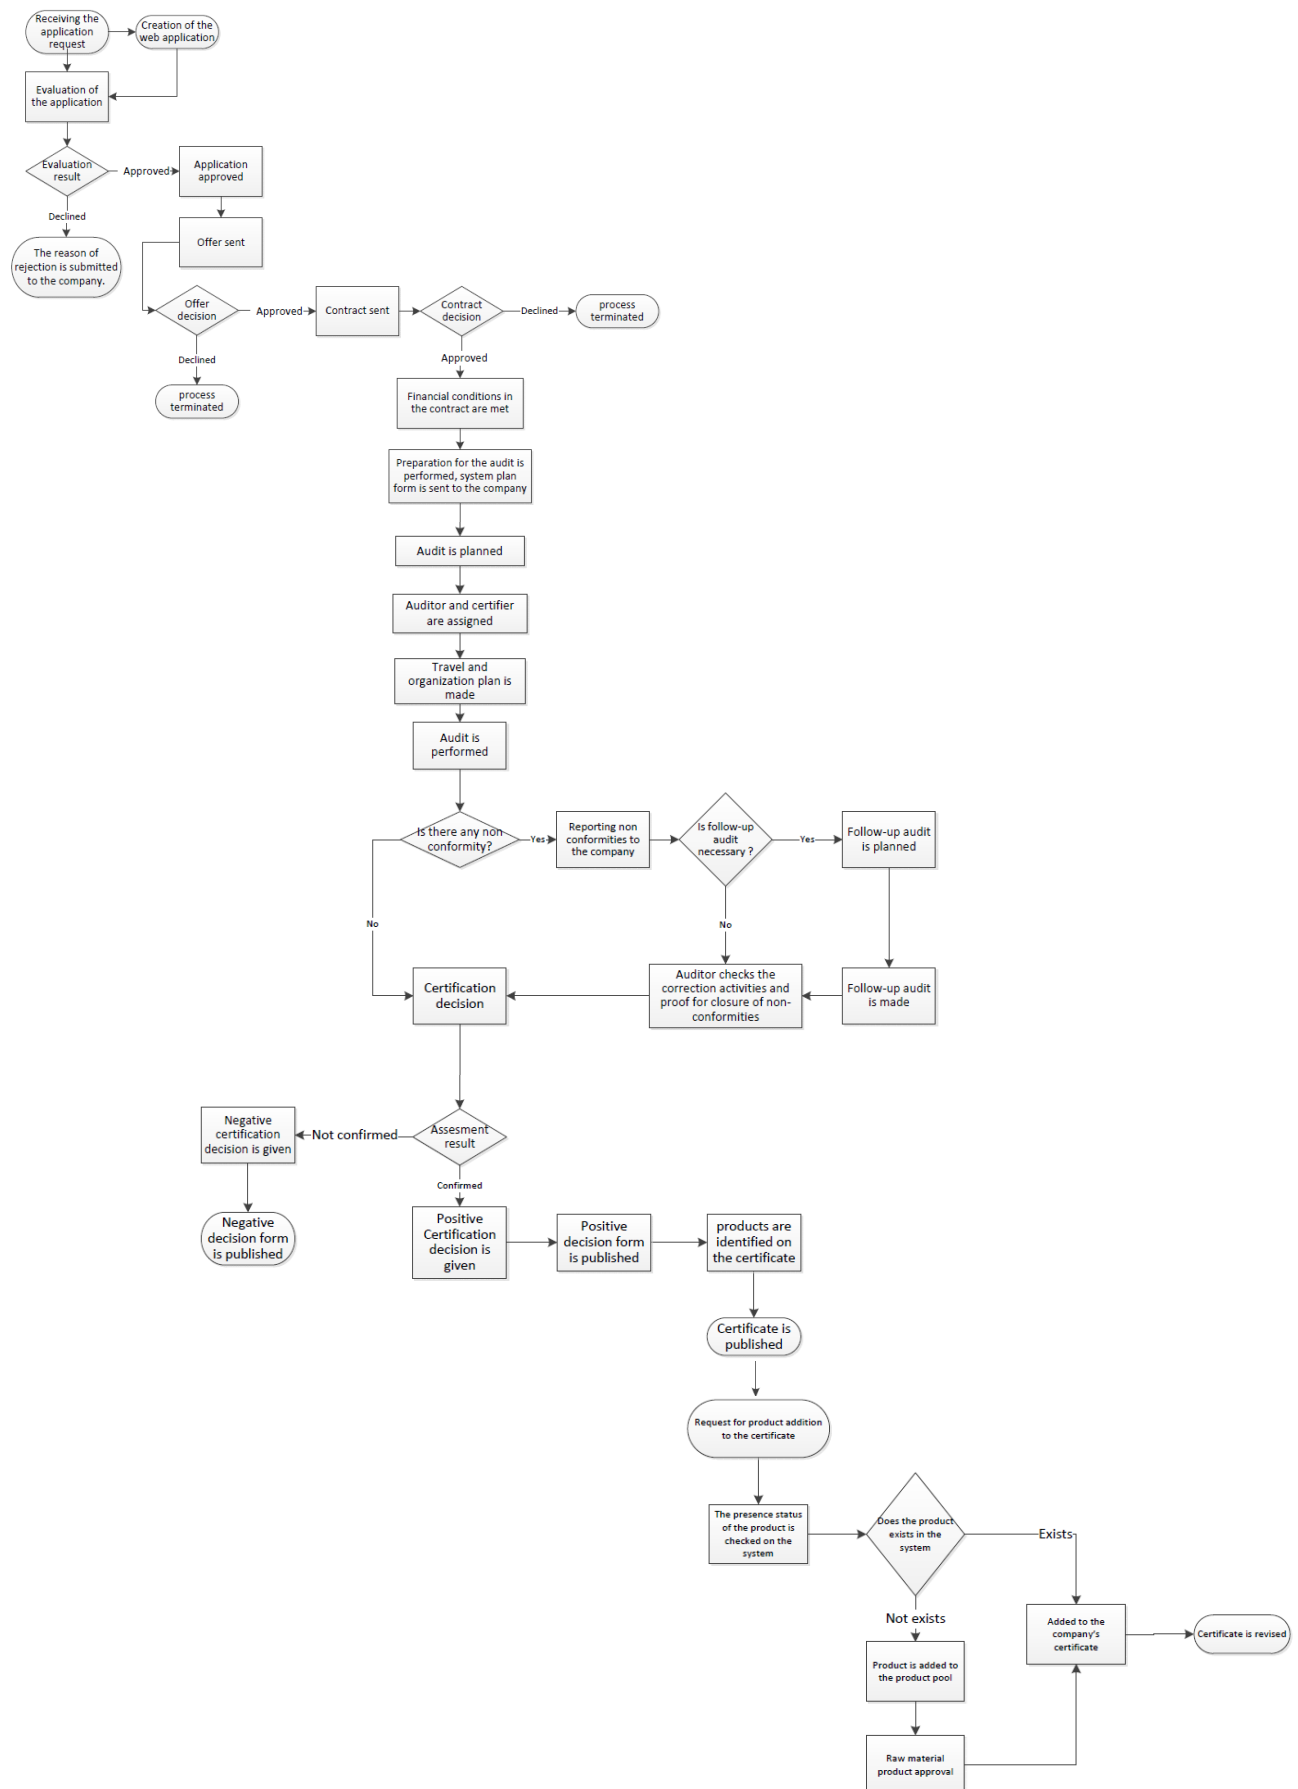 Receiving the
application
request
Creation of the
web application
Evaluation of
the application
Evaluation
result
Approved
Application
approved
Declined
The reason of
rejection is submitted
to the company.
Offer sent
Offer
decision
Approved
Contract sent
Contract
decision
Declined
process
terminated
Declined
process
terminated
Approved
Financial conditions in
the contract are met
Preparation for the audit is
performed, system plan
form is sent to the company
Audit is planned
Auditor and certifier
are assigned
Travel and
organization plan is
made
Audit is
performed
Is there any non
conformity?
Yes
Reporting non
conformities to
the company
Is follow-up
audit
necessary ?
Yes
Follow-up audit
is planned
No
No
Certification
decision
Auditor checks the
correction activities and
proof for closure of non-
conformities
Follow-up audit
is made
Assesment
result
Not confirmed
Negative
certification
decision is given
Negative
decision form
is published
Confirmed
Positive
Certification
decision is
given
Positive
decision form
is published
products are
identified on
the certificate
Certificate is
published
Request for product addition
to the certificate
The presence status
of the product is
checked on the
system
Does the product
exists in the
system
Exists
Not exists
Added to the
company's
certificate
Certificate is revised
Product is added to
the product pool
Raw material
product approval